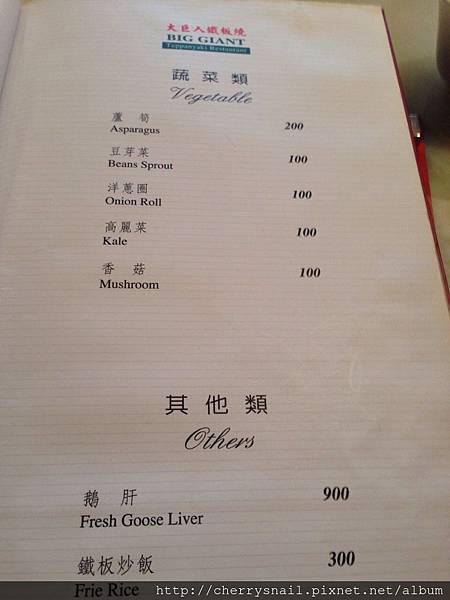 大巨人鐵板燒
BIG GIANT
Teppanyaki Restaurant
蔬菜類
Vegetable
蘆筍 200
Asparagus
豆芽菜 100
Beans Sprout
洋蔥圈 100
Onion Roll
高麗菜 100
Kale
香菇 100
Mushroom
其他類
Others
鵝肝 900
Fresh Goose Liver
鐵板炒飯 300
Frie Rice
http://cherrysnail.pixnet.net/album